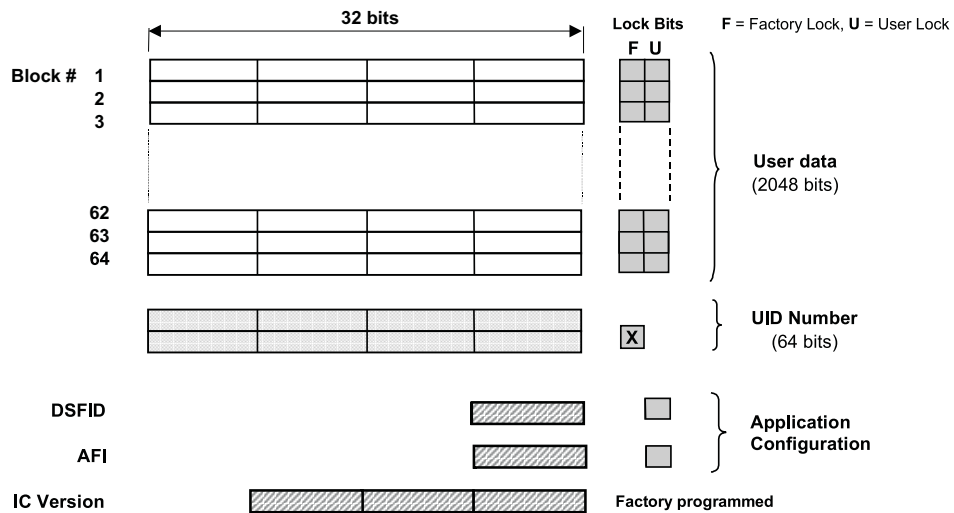 32 bits
Lock Bits
F = Factory Lock, U = User Lock
F U
Block # 1
2
3
User data
(2048 bits)
62
63
64
UID Number
(64 bits)
X
DSFID
Application
Configuration
AFI
IC Version
Factory programmed